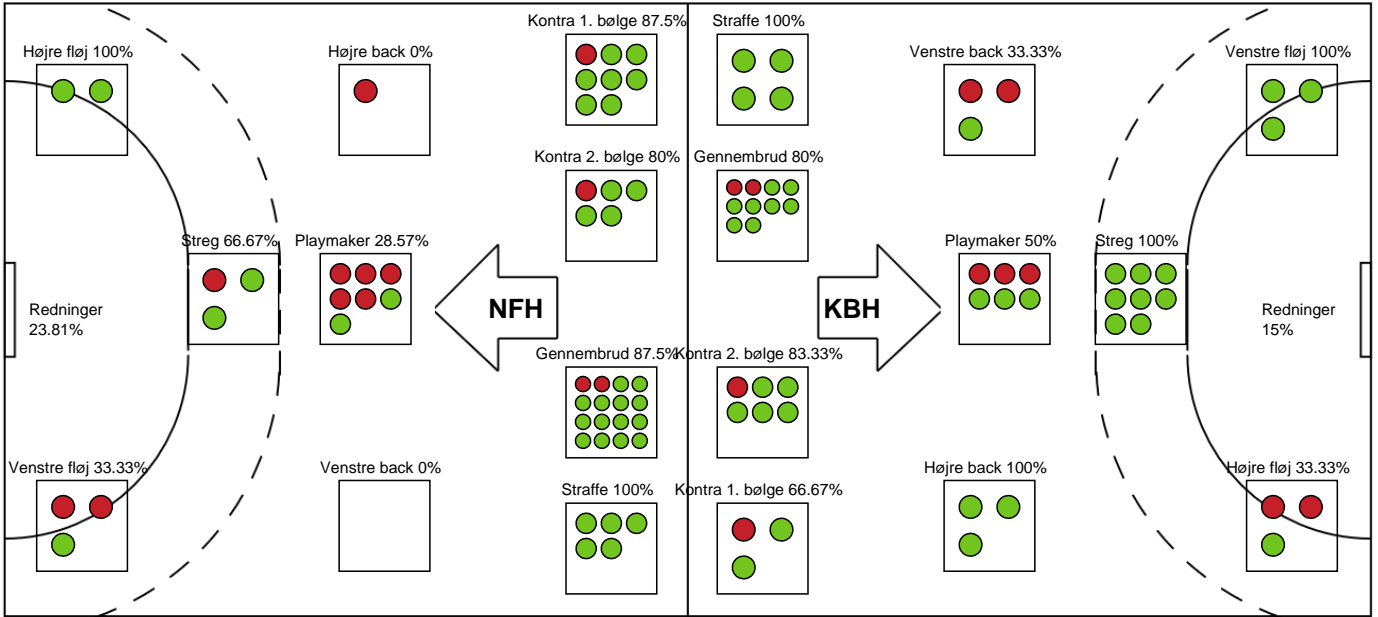 Kontra 1. bølge 87.5%
Straffe 100%
Højre fløj 100%
Højre back 0%
Venstre back 33.33%
Venstre fløj 100%
Kontra 2. bølge 80%
Gennembrud 80%
Streg 66.67%
Playmaker 28.57%
Playmaker 50%
Streg 100%
Redninger
23.81%
NFH
KBH
Redninger
15%
Gennembrud 87.5%
Kontra 2. bølge 83.33%
Venstre fløj 33.33%
Venstre back 0%
Højre back 100%
Højre fløj 33.33%
Straffe 100%
Kontra 1. bølge 66.67%